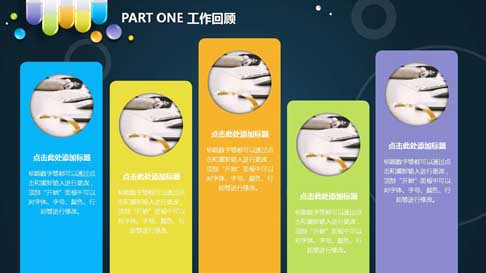 PART ONE 工作回顾
点击此处添加标题
标题数字等都可以通过点
击和重新输入进行更改，
顶部“开始”面板中可以
对字体、字号、颜色、行
距等进行修改。
点击此处添加标题
标题数字等都可以通过点
击和重新输入进行更改，
顶部“开始”面板中可以
对字体、字号、颜色、行
距等进行修改。
点击此处添加标题
标题数字等都可以通过点
击和重新输入进行更改，
顶部“开始”面板中可以
对字体、字号、颜色、行
距等进行修改。
点击此处添加标题
标题数字等都可以通过点
击和重新输入进行更改，
顶部“开始”面板中可以
对字体、字号、颜色、行
距等进行修改。
点击此处添加标题
标题数字等都可以通过点
击和重新输入进行更改，
顶部“开始”面板中可以
对字体、字号、颜色、行
距等进行修改。